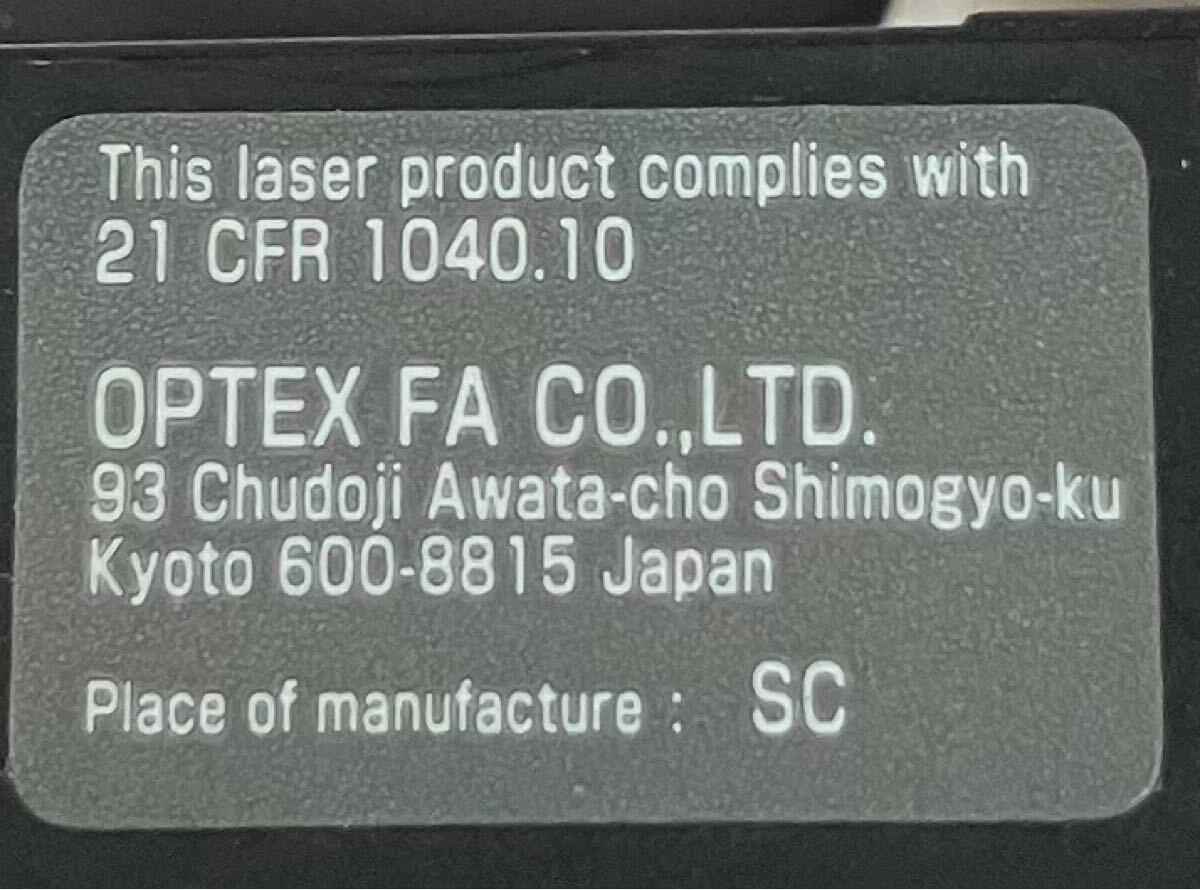 This laser product complies with
21 CFR 1040.10
OPTEX FA CO.,LTD.
93 Chudoji Awata-cho Shimogyo-ku
Kyoto 600-8815 Japan
Place of manufacture : SC